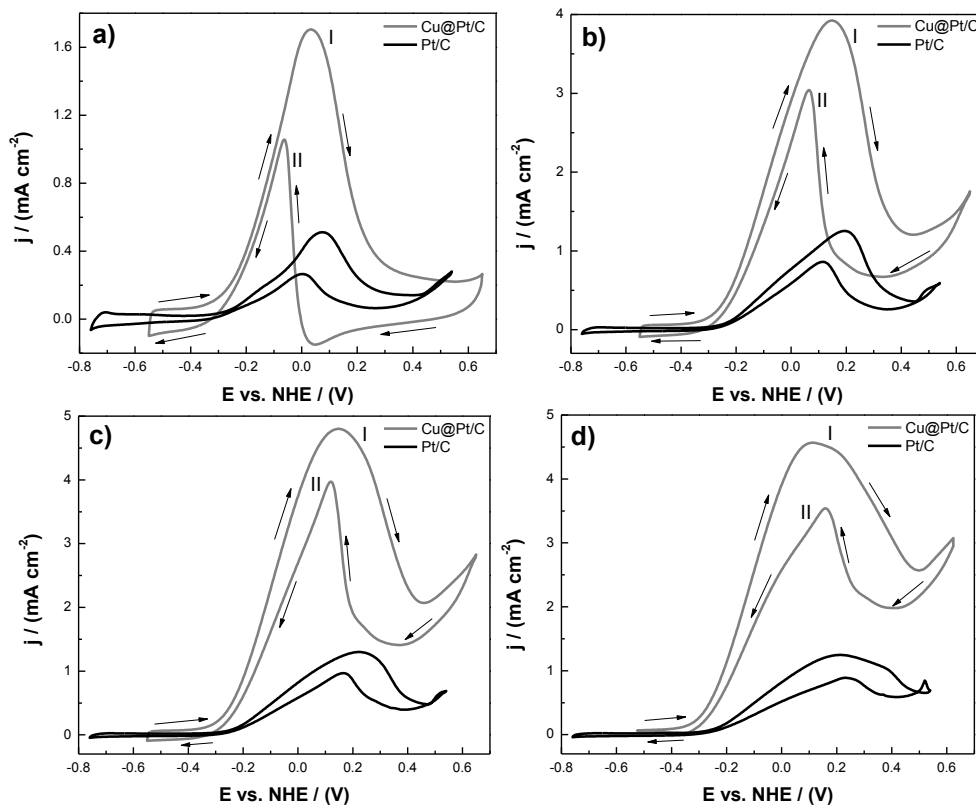 a)
I
II
Cu@Pt/C
Pt/C
1.6
1.2
0.8
0.4
0.0
j / (mA cm⁻²)
-0.8 -0.6 -0.4 -0.2 0.0 0.2 0.4 0.6
E vs. NHE / (V)
b)
I
II
Cu@Pt/C
Pt/C
4
3
2
1
0
j / (mA cm⁻²)
-0.8 -0.6 -0.4 -0.2 0.0 0.2 0.4 0.6
E vs. NHE / (V)
c)
I
II
Cu@Pt/C
Pt/C
5
4
3
2
1
0
j / (mA cm⁻²)
-0.8 -0.6 -0.4 -0.2 0.0 0.2 0.4 0.6
E vs. NHE / (V)
d)
I
II
Cu@Pt/C
Pt/C
5
4
3
2
1
0
j / (mA cm⁻²)
-0.8 -0.6 -0.4 -0.2 0.0 0.2 0.4 0.6
E vs. NHE / (V)